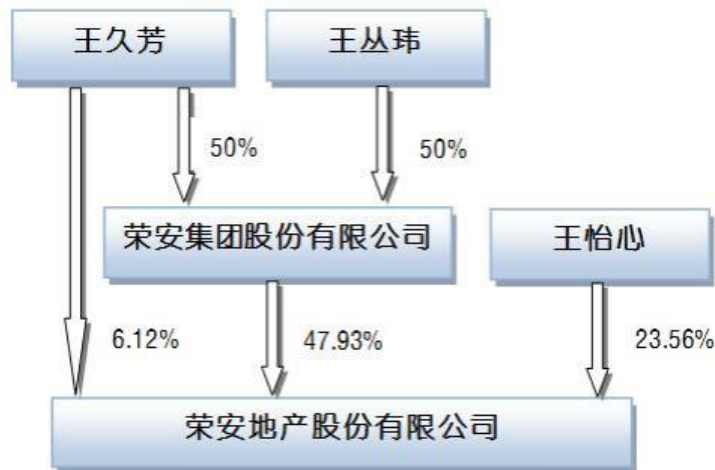 王久芳
王丛玮
50%
50%
荣安集团股份有限公司
王怡心
6.12%
47.93%
23.56%
荣安地产股份有限公司